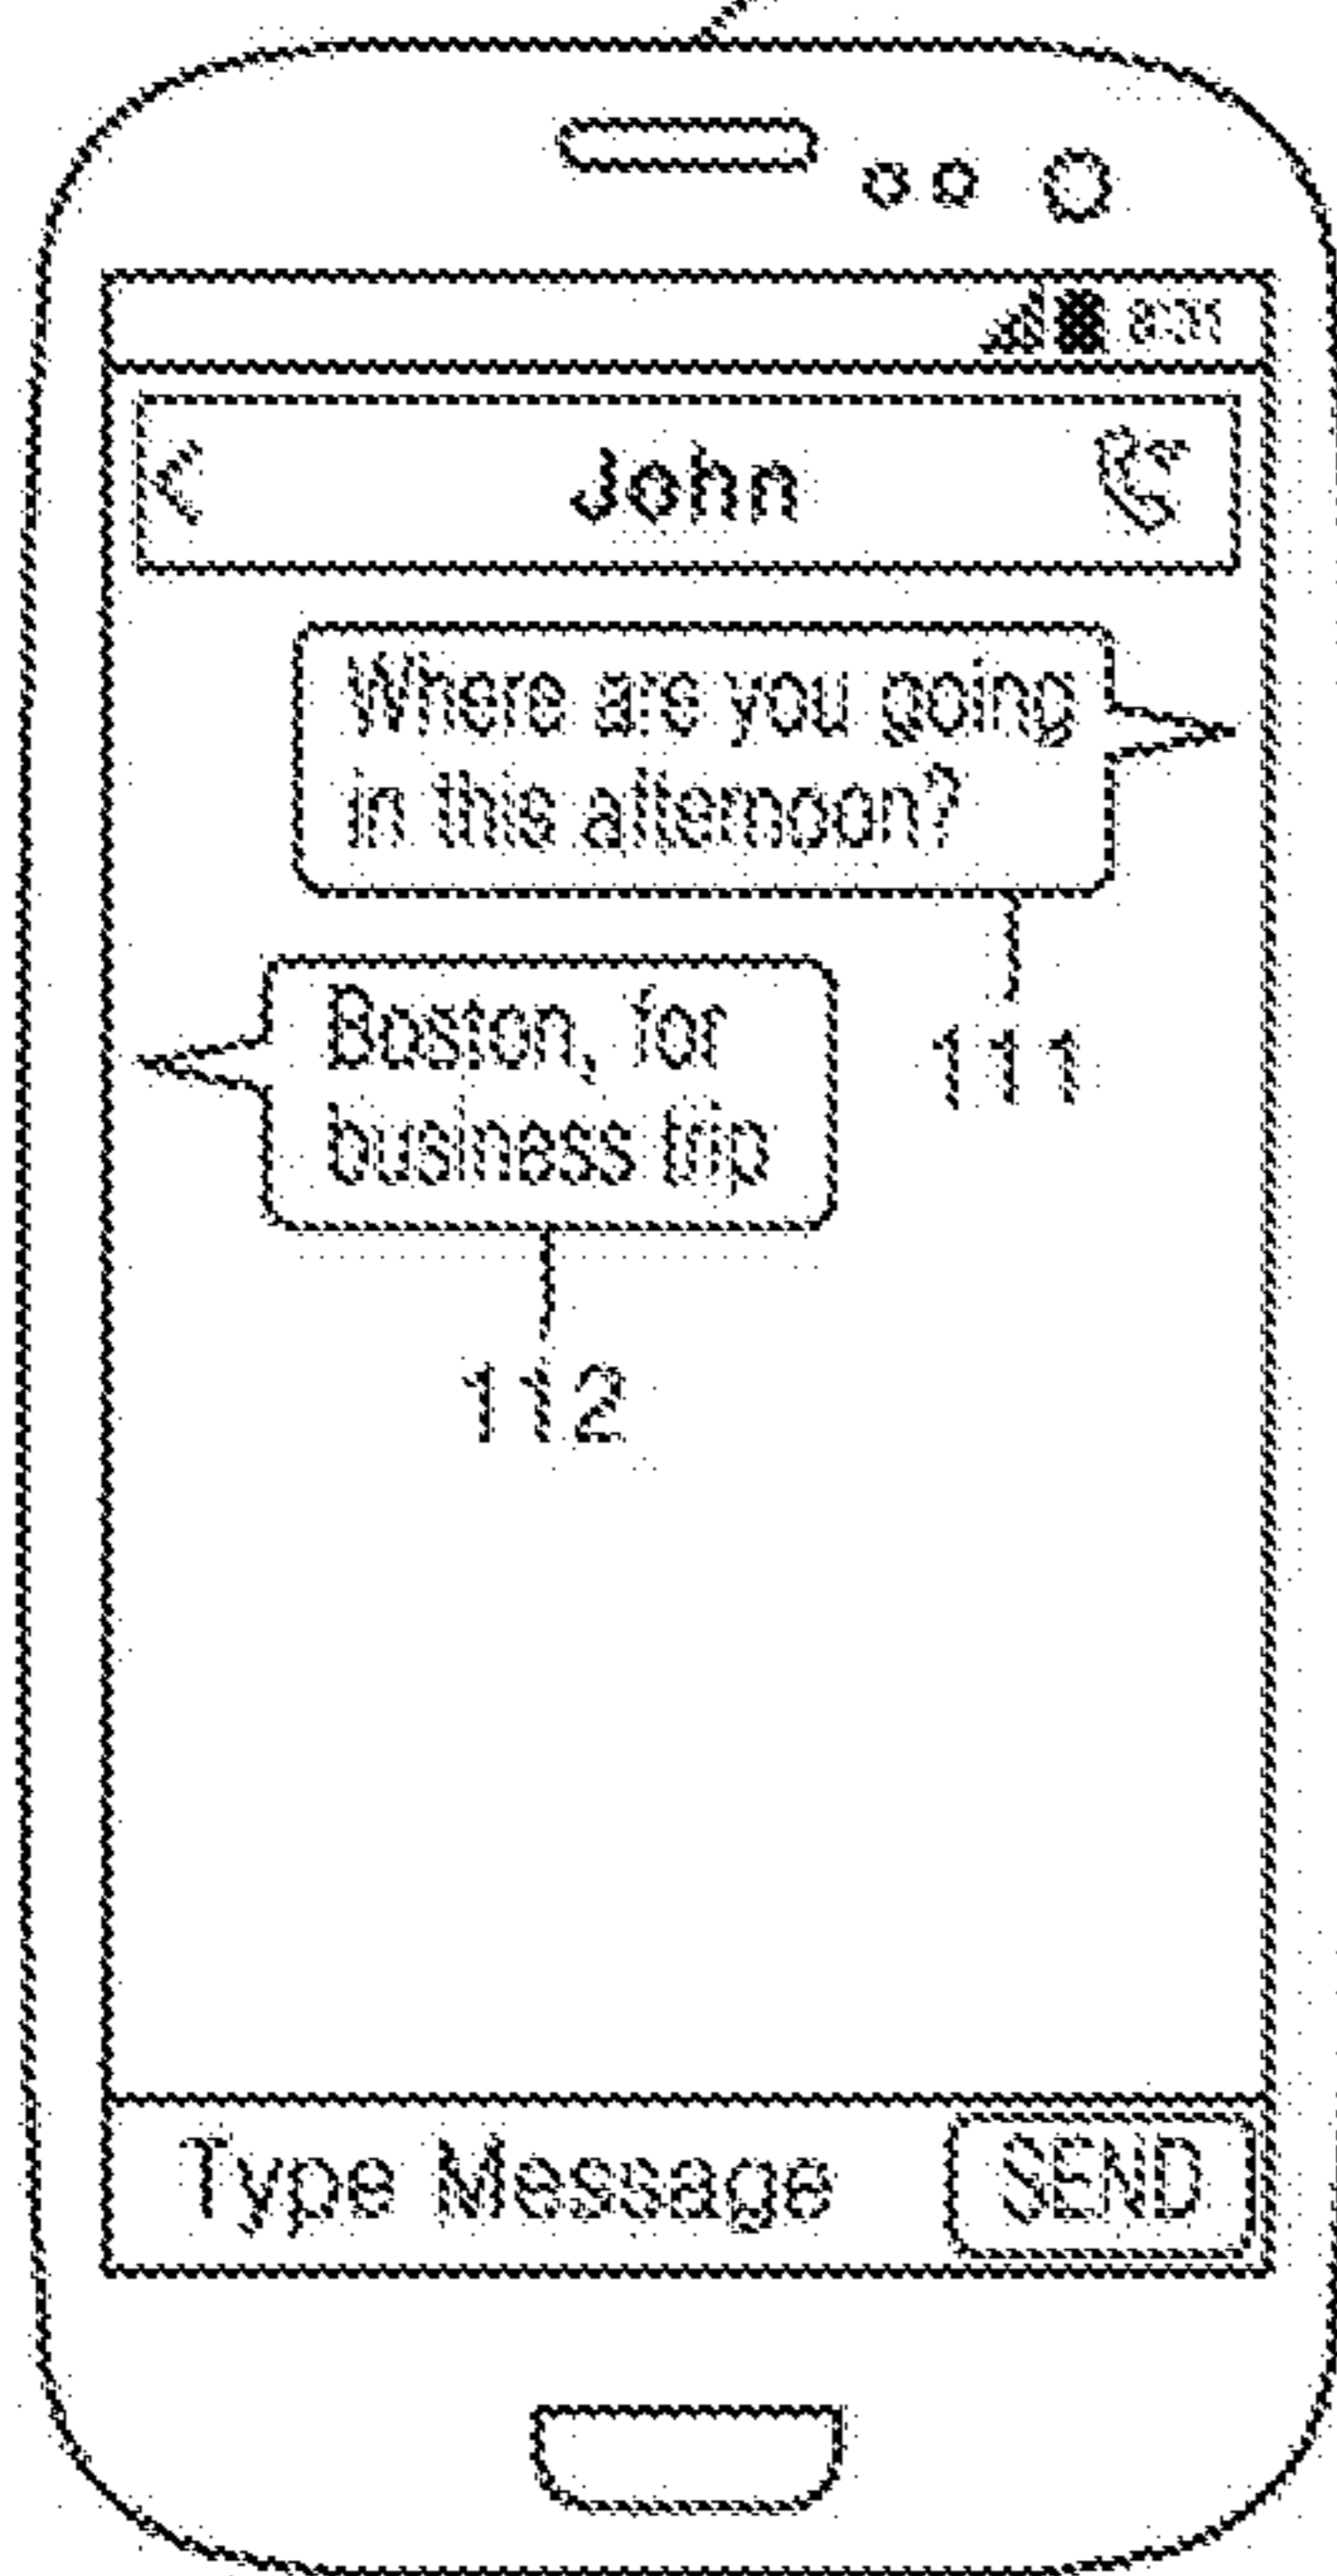 John
Where are you going
in this afternoon?
111
Boston, for
business trip
112
Type Message
SEND